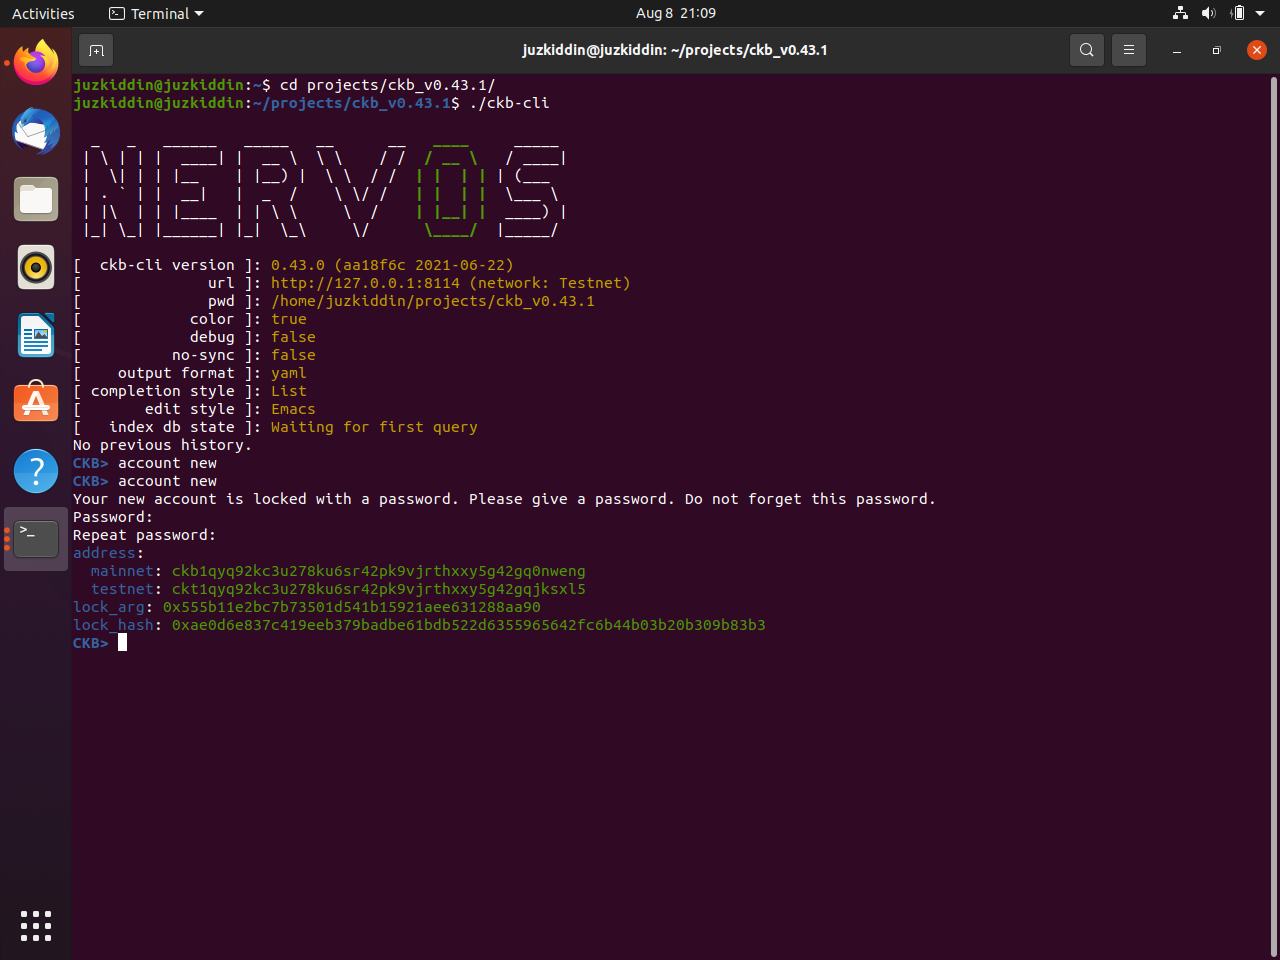 Activities
Terminal
Aug 8 21:09
juzkiddin@juzkiddin: ~/projects/ckb_v0.43.1
juzkiddin@juzkiddin:~$ cd projects/ckb_v0.43.1/
juzkiddin@juzkiddin:~/projects/ckb_v0.43.1$ ./ckb-cli
NERVOS
[  ckb-cli version ]: 0.43.0 (aa18f6c 2021-06-22)
[              url ]: http://127.0.0.1:8114 (network: Testnet)
[              pwd ]: /home/juzkiddin/projects/ckb_v0.43.1
[            color ]: true
[            debug ]: false
[          no-sync ]: false
[    output format ]: yaml
[ completion style ]: List
[       edit style ]: Emacs
[   index db state ]: Waiting for first query
No previous history.
CKB> account new
CKB> account new
Your new account is locked with a password. Please give a password. Do not forget this password.
Password:
Repeat password:
address:
  mainnet: ckb1qyq92kc3u278ku6sr42pk9vjrthxxy5g42gq0nweng
  testnet: ckt1qyq92kc3u278ku6sr42pk9vjrthxxy5g42gqjksxl5
lock_arg: 0x555b11e2bc7b73501d541b15921aee631288aa90
lock_hash: 0xae0d6e837c419eeb379badbe61bdb522d6355965642fc6b44b03b20b309b83b3
CKB>